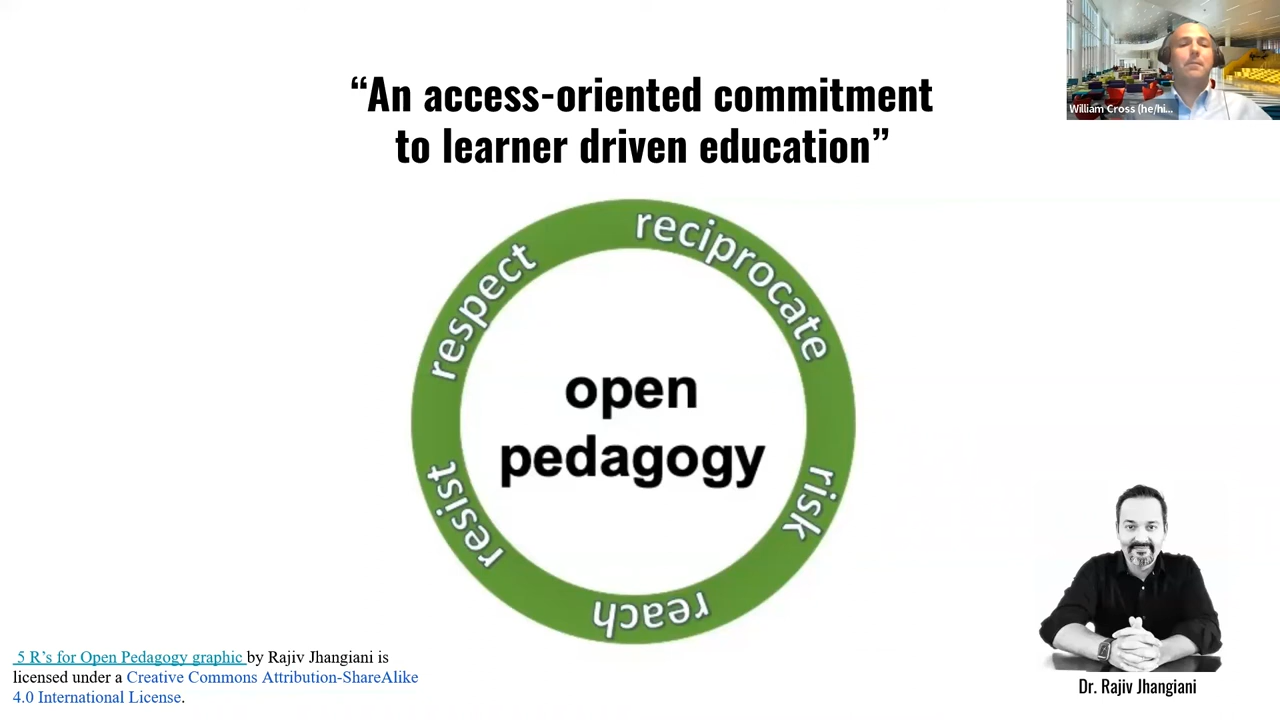 “An access-oriented commitment
to learner driven education”
William Cross (he/hi...
respect
reciprocate
risk
reach
resist
open
pedagogy
5 R’s for Open Pedagogy graphic by Rajiv Jhangiani is
licensed under a Creative Commons Attribution-ShareAlike
4.0 International License.
Dr. Rajiv Jhangiani